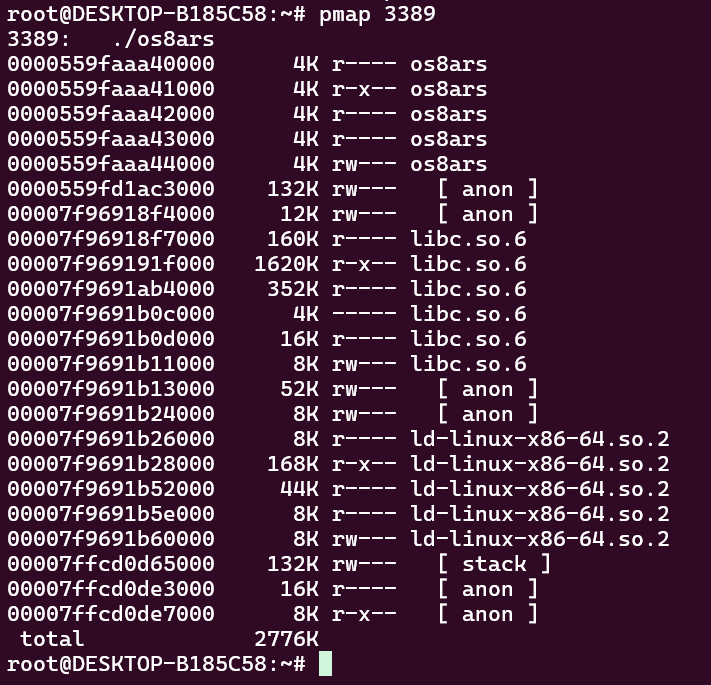 root@DESKTOP-B185C58:~# pmap 3389
3389:   ./os8ars
0000559faaa40000      4K r---- os8ars
0000559faaa41000      4K r-x-- os8ars
0000559faaa42000      4K r---- os8ars
0000559faaa43000      4K r---- os8ars
0000559faaa44000      4K rw--- os8ars
0000559fd1ac3000    132K rw---   [ anon ]
00007f96918f4000     12K rw---   [ anon ]
00007f96918f7000    160K r---- libc.so.6
00007f969191f000   1620K r-x-- libc.so.6
00007f9691ab4000    352K r---- libc.so.6
00007f9691b0c000      4K ----- libc.so.6
00007f9691b0d000     16K r---- libc.so.6
00007f9691b11000      8K rw--- libc.so.6
00007f9691b13000     52K rw---   [ anon ]
00007f9691b24000      8K rw---   [ anon ]
00007f9691b26000      8K r---- ld-linux-x86-64.so.2
00007f9691b28000    168K r-x-- ld-linux-x86-64.so.2
00007f9691b52000     44K r---- ld-linux-x86-64.so.2
00007f9691b5e000      8K r---- ld-linux-x86-64.so.2
00007f9691b60000      8K rw--- ld-linux-x86-64.so.2
00007ffcd0d65000    132K rw---   [ stack ]
00007ffcd0de3000     16K r----   [ anon ]
00007ffcd0de7000      8K r-x--   [ anon ]
 total             2776K
root@DESKTOP-B185C58:~#